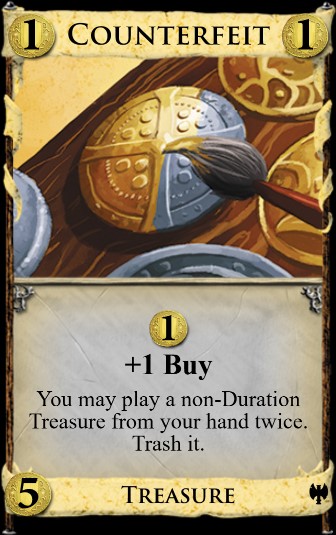 1 COUNTERFEIT 1
1
+1 Buy
You may play a non-Duration
Treasure from your hand twice.
Trash it.
5 TREASURE